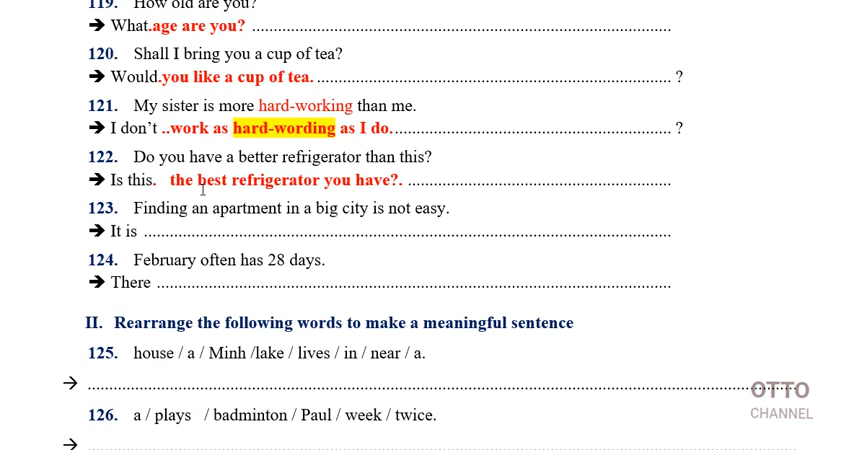 119. How old are you?
➔ What.age are you? ................................
120. Shall I bring you a cup of tea?
➔ Would.you like a cup of tea. ................................ ?
121. My sister is more hard-working than me.
➔ I don't ..work as hard-wording as I do. ................................ ?
122. Do you have a better refrigerator than this?
➔ Is this. the best refrigerator you have?. ................................
123. Finding an apartment in a big city is not easy.
➔ It is ................................
124. February often has 28 days.
➔ There ................................
II. Rearrange the following words to make a meaningful sentence
125. house / a / Minh /lake / lives / in / near / a.
→ ................................
OTTO
CHANNEL
126. a / plays / badminton / Paul / week / twice.
→ ................................